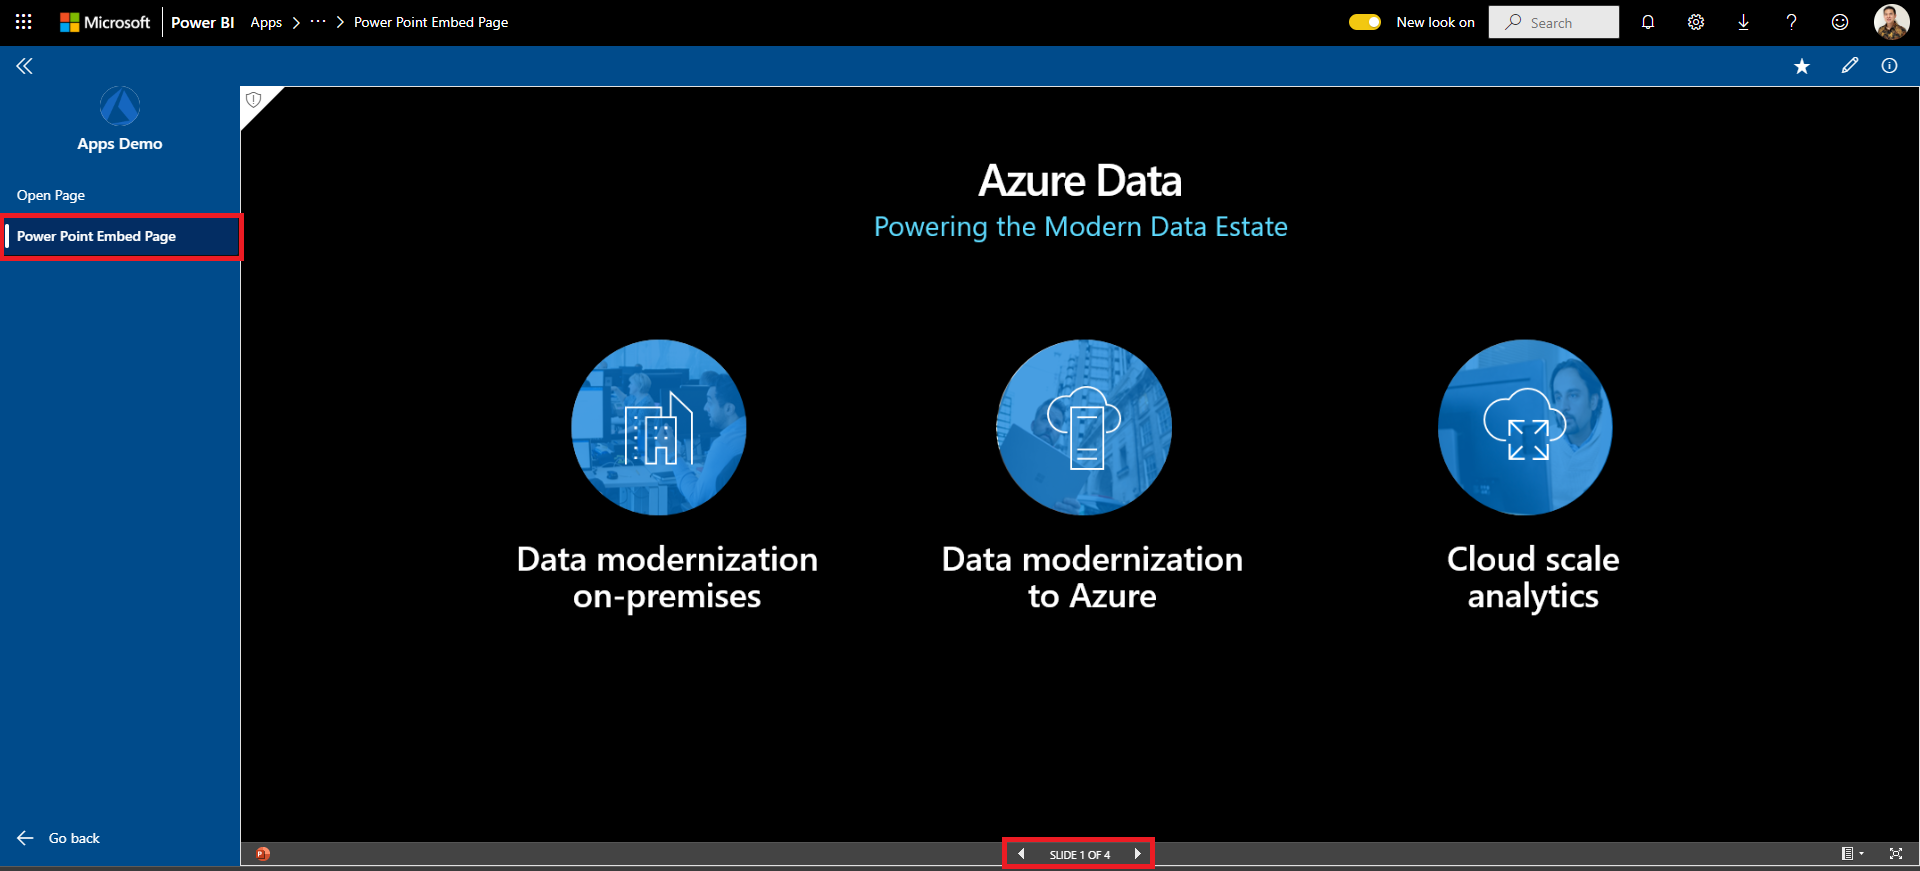 Microsoft Power BI Apps Power Point Embed Page New look on Search
Apps Demo
Open Page
Power Point Embed Page
Go back
Azure Data
Powering the Modern Data Estate
Data modernization
on-premises
Data modernization
to Azure
Cloud scale
analytics
SLIDE 1 OF 4